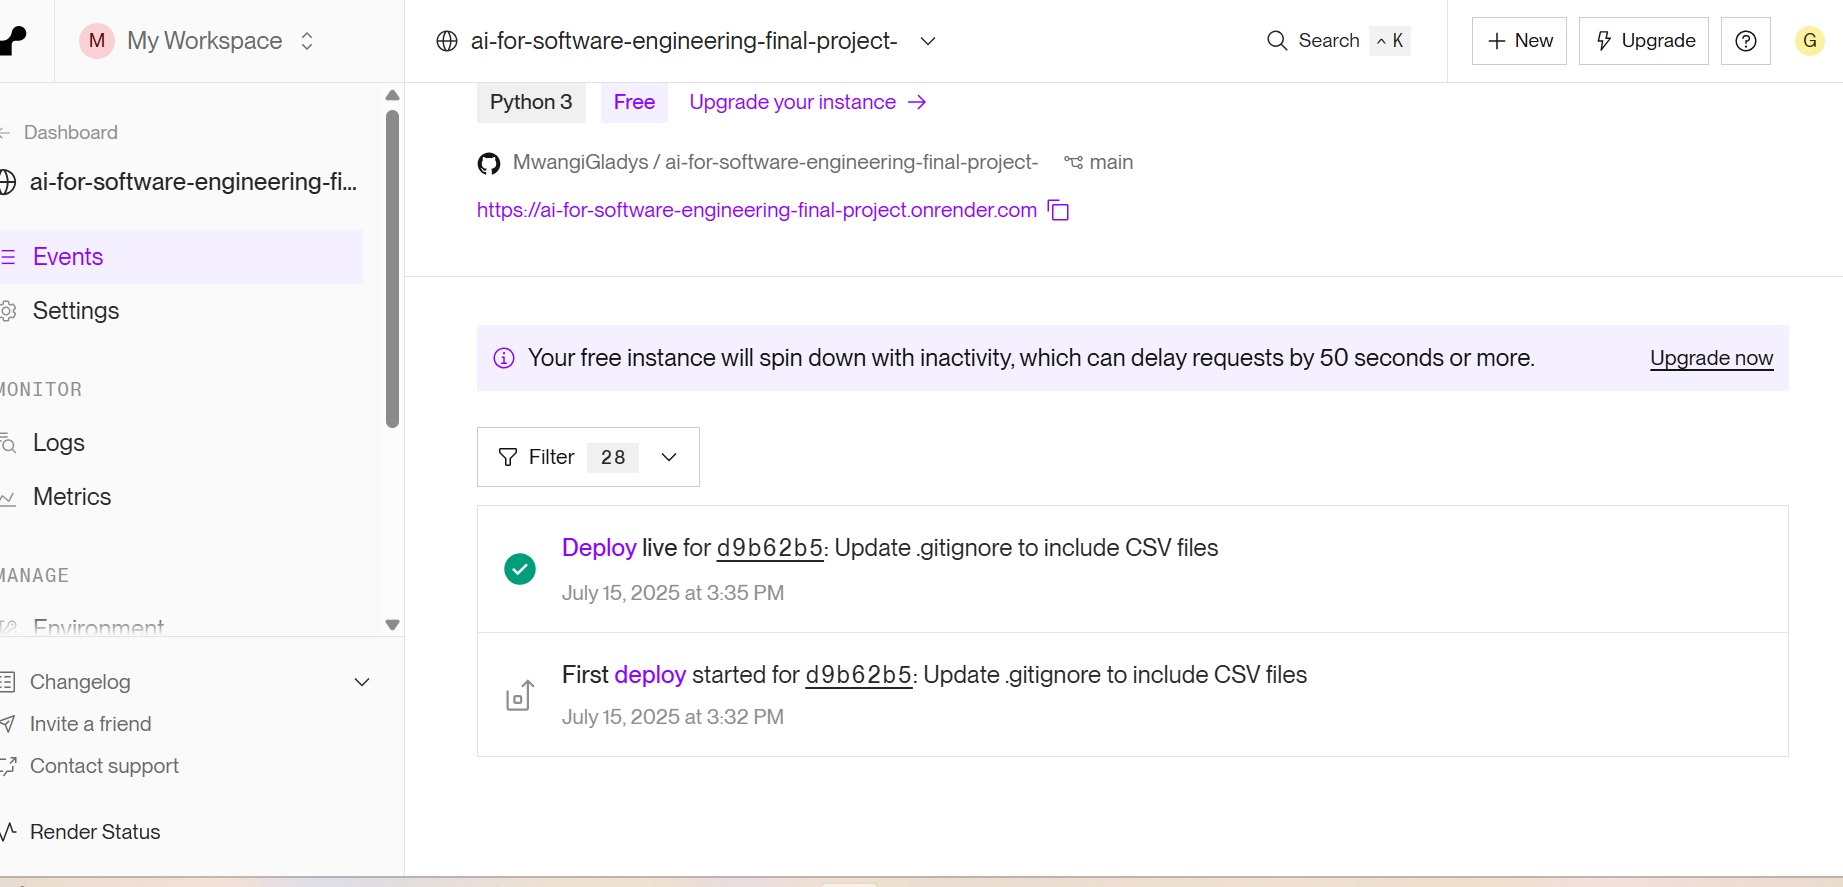 M My Workspace
ai-for-software-engineering-final-project-
Search ^ K
+ New
Upgrade
G
Dashboard
ai-for-software-engineering-fi...
Events
Settings
MONITOR
Logs
Metrics
MANAGE
Environment
Changelog
Invite a friend
Contact support
Render Status
Python 3
Free
Upgrade your instance →
MwangiGladys / ai-for-software-engineering-final-project- main
https://ai-for-software-engineering-final-project.onrender.com
Your free instance will spin down with inactivity, which can delay requests by 50 seconds or more.
Upgrade now
Filter 28
Deploy live for d9b62b5: Update .gitignore to include CSV files
July 15, 2025 at 3:35 PM
First deploy started for d9b62b5: Update .gitignore to include CSV files
July 15, 2025 at 3:32 PM